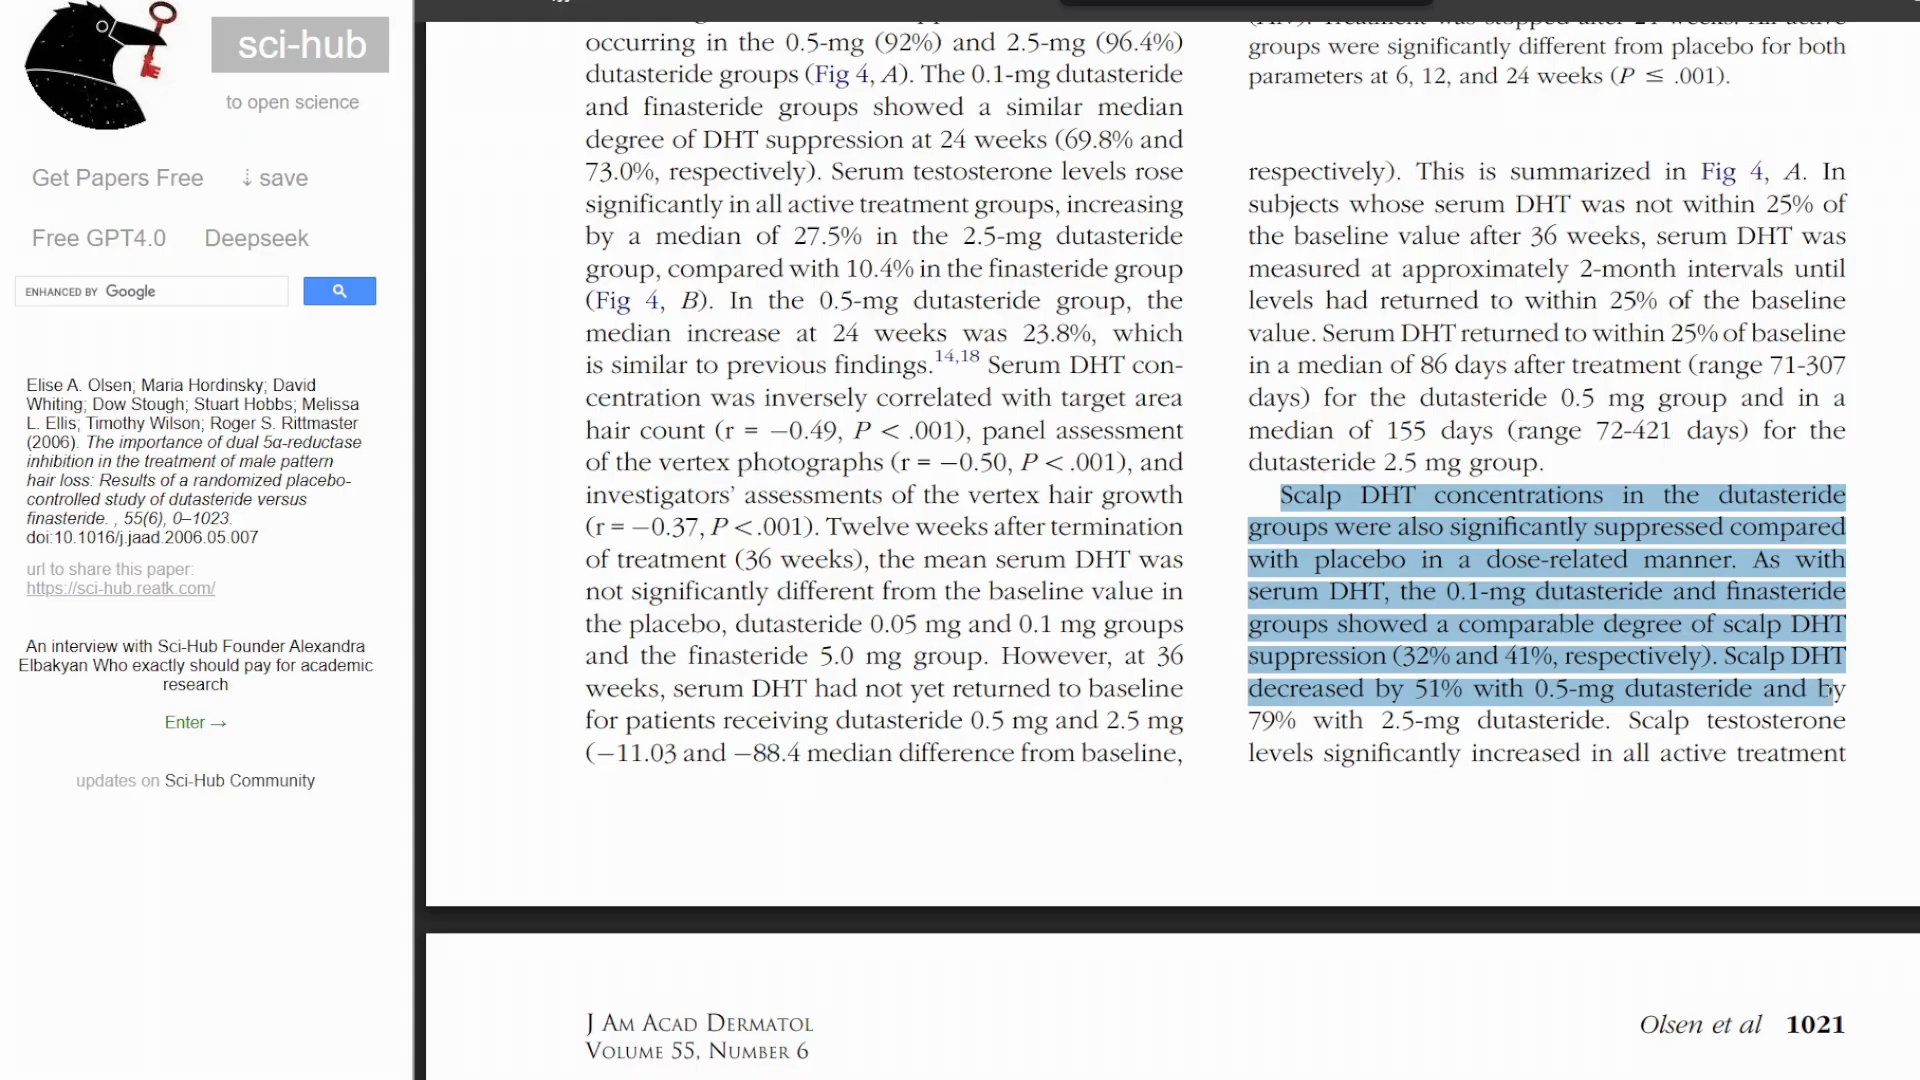 sci-hub
to open science
Get Papers Free ⇣ save
Free GPT4.0 Deepseek
ENHANCED BY Google
Elise A. Olsen; Maria Hordinsky; David
Whiting; Dow Stough; Stuart Hobbs; Melissa
L. Ellis; Timothy Wilson; Roger S. Rittmaster
(2006). The importance of dual 5α-reductase
inhibition in the treatment of male pattern
hair loss: Results of a randomized placebo-
controlled study of dutasteride versus
finasteride. , 55(6), 0–1023.
doi:10.1016/j.jaad.2006.05.007
url to share this paper:
https://sci-hub.reatk.com/
An interview with Sci-Hub Founder Alexandra
Elbakyan Who exactly should pay for academic
research
Enter →
updates on Sci-Hub Community
occurring in the 0.5-mg (92%) and 2.5-mg (96.4%)
dutasteride groups (Fig 4, A). The 0.1-mg dutasteride
and finasteride groups showed a similar median
degree of DHT suppression at 24 weeks (69.8% and
73.0%, respectively). Serum testosterone levels rose
significantly in all active treatment groups, increasing
by a median of 27.5% in the 2.5-mg dutasteride
group, compared with 10.4% in the finasteride group
(Fig 4, B). In the 0.5-mg dutasteride group, the
median increase at 24 weeks was 23.8%, which
is similar to previous findings.14,18 Serum DHT con-
centration was inversely correlated with target area
hair count (r = −0.49, P < .001), panel assessment
of the vertex photographs (r = −0.50, P < .001), and
investigators' assessments of the vertex hair growth
(r = −0.37, P < .001). Twelve weeks after termination
of treatment (36 weeks), the mean serum DHT was
not significantly different from the baseline value in
the placebo, dutasteride 0.05 mg and 0.1 mg groups
and the finasteride 5.0 mg group. However, at 36
weeks, serum DHT had not yet returned to baseline
for patients receiving dutasteride 0.5 mg and 2.5 mg
(−11.03 and −88.4 median difference from baseline,
Treatment was stopped after 24 weeks. All active
groups were significantly different from placebo for both
parameters at 6, 12, and 24 weeks (P ≤ .001).
respectively). This is summarized in Fig 4, A. In
subjects whose serum DHT was not within 25% of
the baseline value after 36 weeks, serum DHT was
measured at approximately 2-month intervals until
levels had returned to within 25% of the baseline
value. Serum DHT returned to within 25% of baseline
in a median of 86 days after treatment (range 71-307
days) for the dutasteride 0.5 mg group and in a
median of 155 days (range 72-421 days) for the
dutasteride 2.5 mg group.
Scalp DHT concentrations in the dutasteride
groups were also significantly suppressed compared
with placebo in a dose-related manner. As with
serum DHT, the 0.1-mg dutasteride and finasteride
groups showed a comparable degree of scalp DHT
suppression (32% and 41%, respectively). Scalp DHT
decreased by 51% with 0.5-mg dutasteride and by
79% with 2.5-mg dutasteride. Scalp testosterone
levels significantly increased in all active treatment
J AM ACAD DERMATOL
VOLUME 55, NUMBER 6
Olsen et al 1021